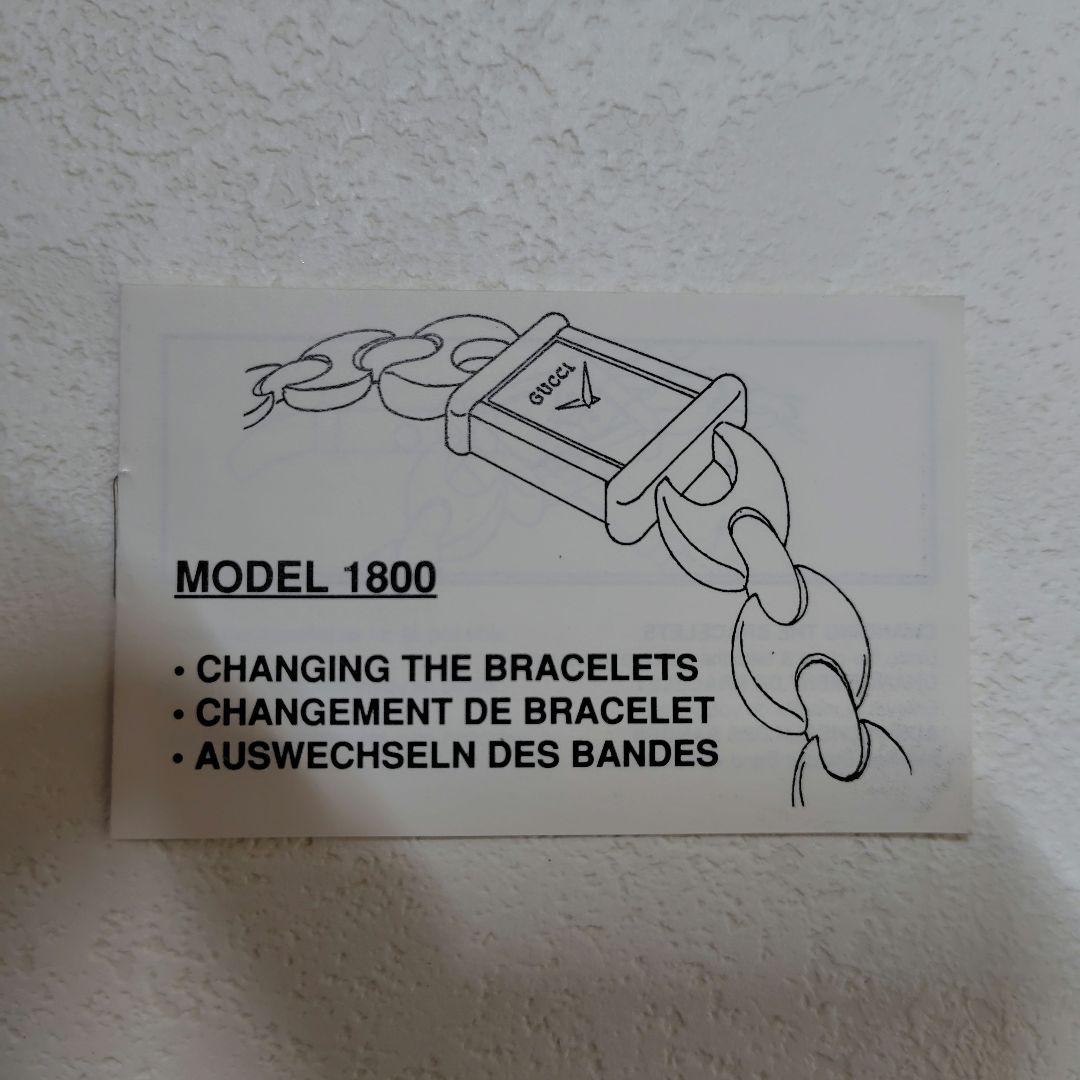 GUCCI
MODEL 1800
• CHANGING THE BRACELETS
• CHANGEMENT DE BRACELET
• AUSWECHSELN DES BANDES